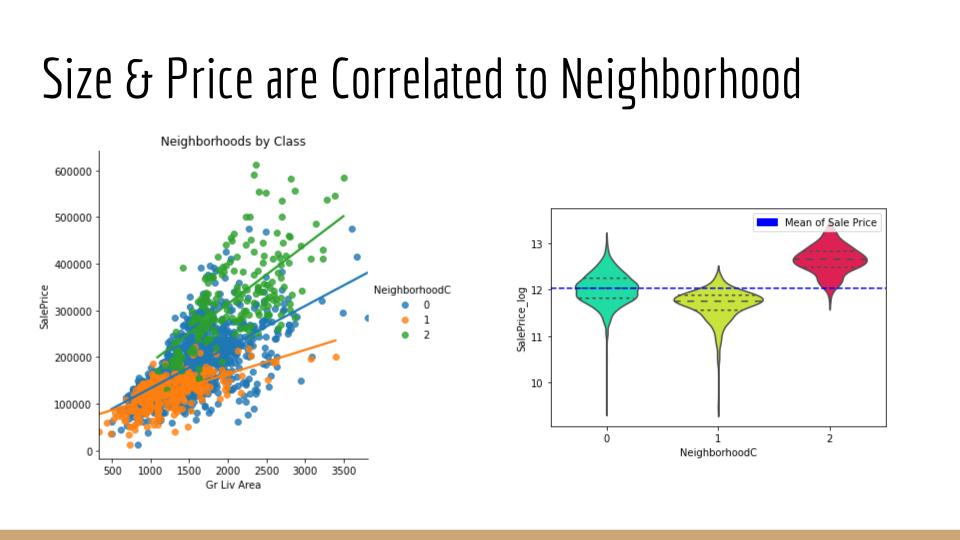 Size & Price are Correlated to Neighborhood
Neighborhoods by Class
600000
500000
400000
300000
200000
100000
0
SalePrice
500 1000 1500 2000 2500 3000 3500
Gr Liv Area
NeighborhoodC
0
1
2
Mean of Sale Price
13
12
11
10
SalePrice_log
0 1 2
NeighborhoodC